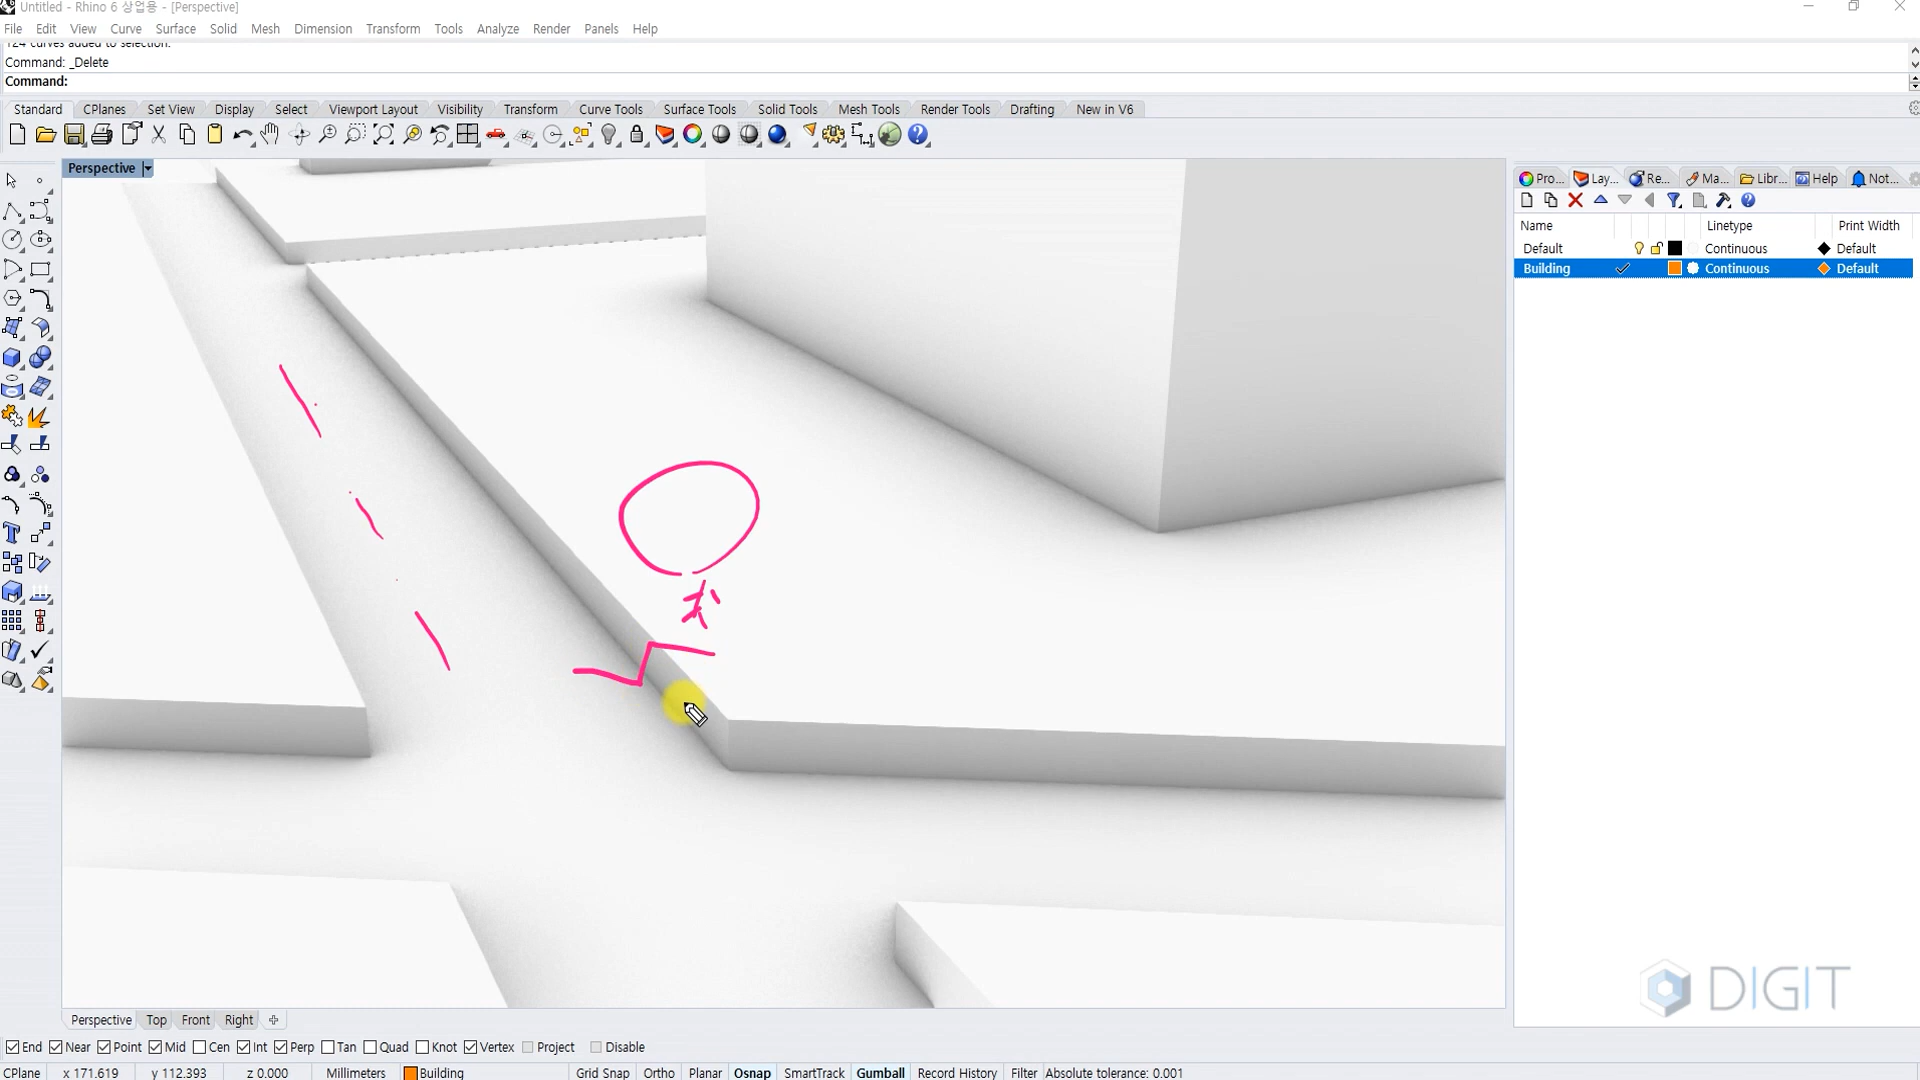 Untitled - Rhino 6 상업용 - [Perspective]
File Edit View Curve Surface Solid Mesh Dimension Transform Tools Analyze Render Panels Help
124 curves added to selection.
Command: _Delete
Command:
Standard CPlanes Set View Display Select Viewport Layout Visibility Transform Curve Tools Surface Tools Solid Tools Mesh Tools Render Tools Drafting New in V6
Perspective
Pro... Lay... Re... Ma... Libr... Help Not...
Name Linetype Print Width
Default Continuous Default
Building Continuous Default
DIGIT
Perspective Top Front Right
End Near Point Mid Cen Int Perp Tan Quad Knot Vertex Project Disable
CPlane x 171.619 y 112.393 z 0.000 Millimeters Building Grid Snap Ortho Planar Osnap SmartTrack Gumball Record History Filter Absolute tolerance: 0.001